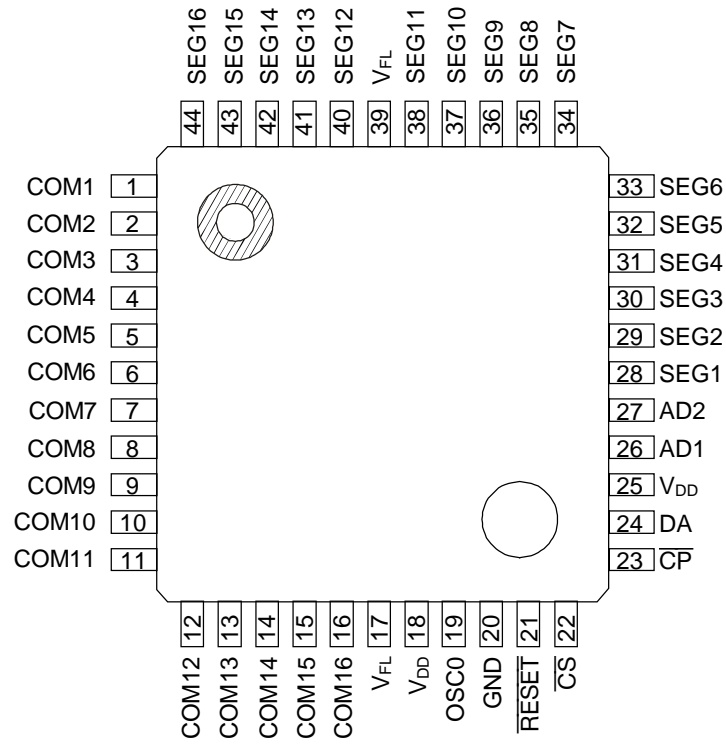 SEG16 SEG15 SEG14 SEG13 SEG12 VFL SEG11 SEG10 SEG9 SEG8 SEG7
44 43 42 41 40 39 38 37 36 35 34
COM1 1 33 SEG6
COM2 2 32 SEG5
COM3 3 31 SEG4
COM4 4 30 SEG3
COM5 5 29 SEG2
COM6 6 28 SEG1
COM7 7 27 AD2
COM8 8 26 AD1
COM9 9 25 VDD
COM10 10 24 DA
COM11 11 23 C̅P̅
12 13 14 15 16 17 18 19 20 21 22
COM12 COM13 COM14 COM15 COM16 VFL VDD OSC0 GND R̅E̅S̅E̅T̅ C̅S̅